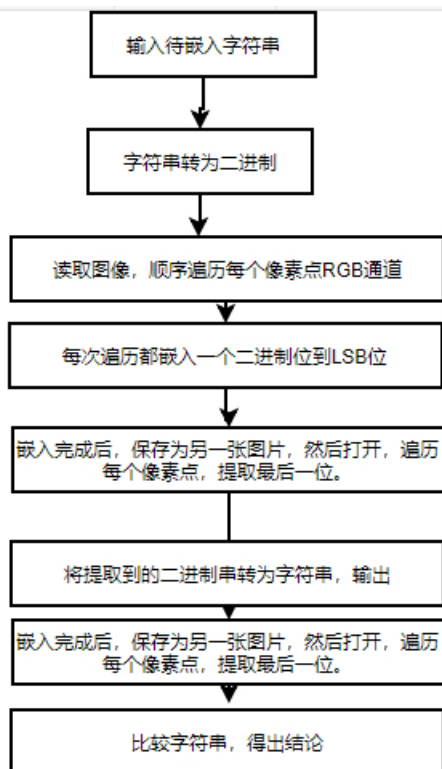 输入待嵌入字符串
字符串转为二进制
读取图像，顺序遍历每个像素点RGB通道
每次遍历都嵌入一个二进制位到LSB位
嵌入完成后，保存为另一张图片，然后打开，遍历
每个像素点，提取最后一位。
将提取到的二进制串转为字符串，输出
嵌入完成后，保存为另一张图片，然后打开，遍历
每个像素点，提取最后一位。
比较字符串，得出结论